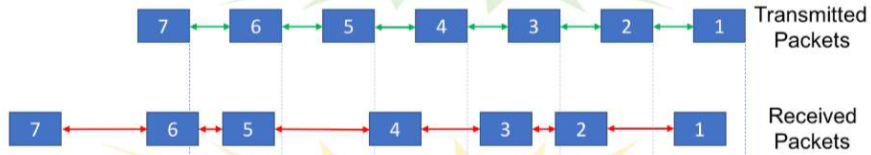 7 6 5 4 3 2 1 Transmitted
Packets
7 6 5 4 3 2 1 Received
Packets